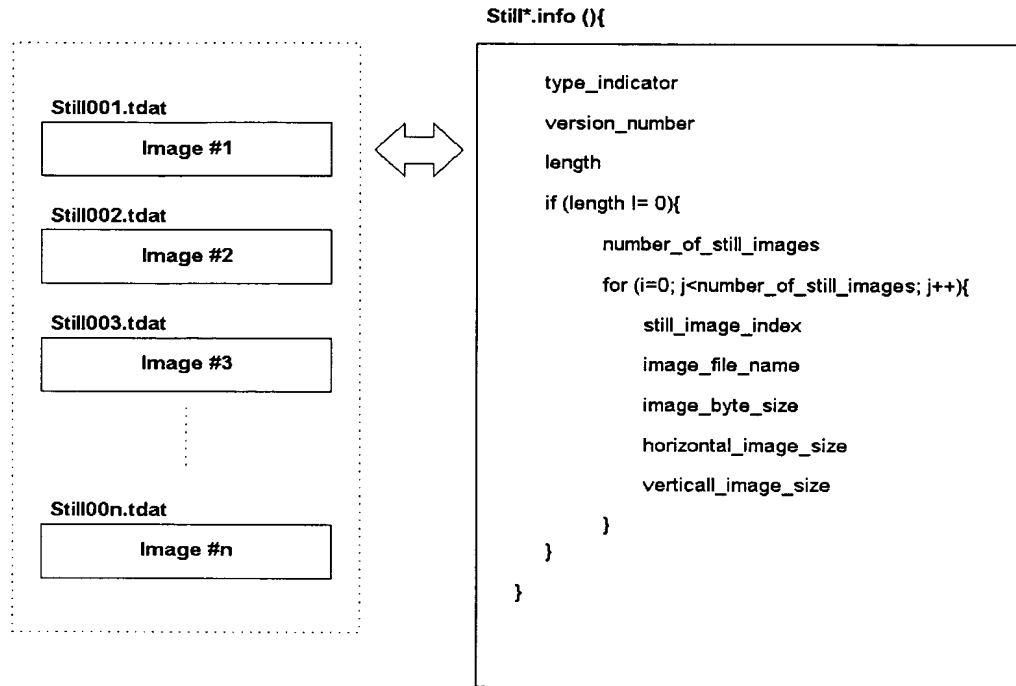 Still*.info (){
Still001.tdat
Image #1
Still002.tdat
Image #2
Still003.tdat
Image #3
Still00n.tdat
Image #n
type_indicator
version_number
length
if (length != 0){
number_of_still_images
for (i=0; j<number_of_still_images; j++){
still_image_index
image_file_name
image_byte_size
horizontal_image_size
verticall_image_size
}
}
}